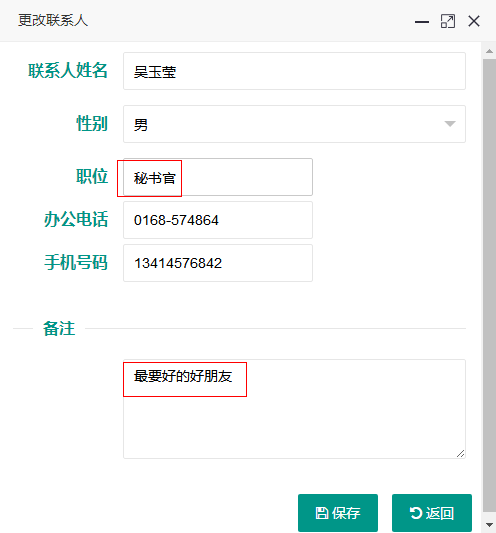 更改联系人
联系人姓名 吴玉莹
性别 男
职位 秘书官
办公电话 0168-574864
手机号码 13414576842
备注
最要好的好朋友
保存 返回